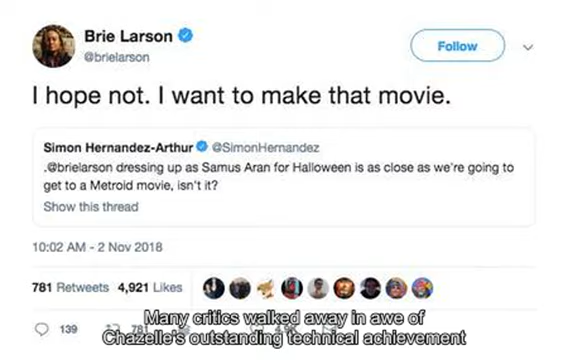 Brie Larson
@brielarson
Follow
I hope not. I want to make that movie.
Simon Hernandez-Arthur @SimonHernandez
.@brielarson dressing up as Samus Aran for Halloween is as close as we're going to
get to a Metroid movie, isn't it?
Show this thread
10:02 AM - 2 Nov 2018
781 Retweets 4,921 Likes
Many critics walked away in awe of
139 781
Chazelle's outstanding technical achievement